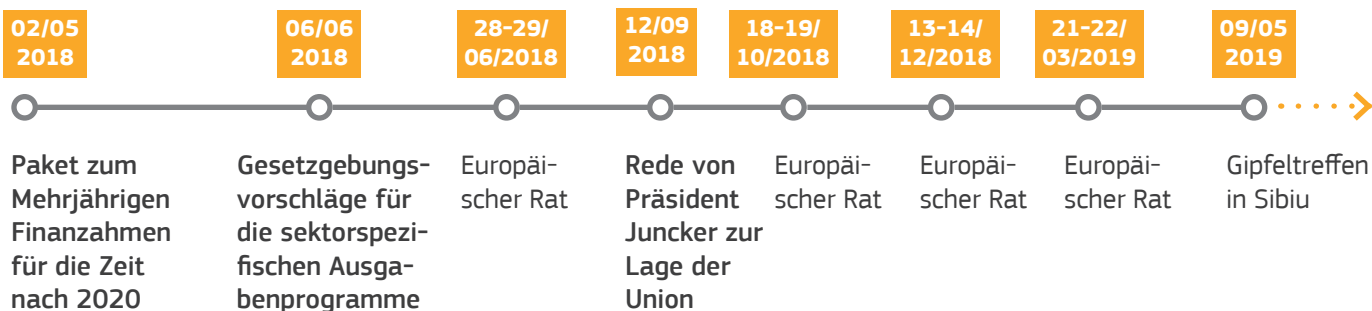 02/05
2018
06/06
2018
28-29/
06/2018
12/09
2018
18-19/
10/2018
13-14/
12/2018
21-22/
03/2019
09/05
2019
Paket zum
Mehrjährigen
Finanzahmen
für die Zeit
nach 2020
Gesetzgebungs-
vorschläge für
die sektorspezi-
fischen Ausga-
benprogramme
Europäi-
scher Rat
Rede von
Präsident
Juncker zur
Lage der
Union
Europäi-
scher Rat
Europäi-
scher Rat
Europäi-
scher Rat
Gipfeltreffen
in Sibiu